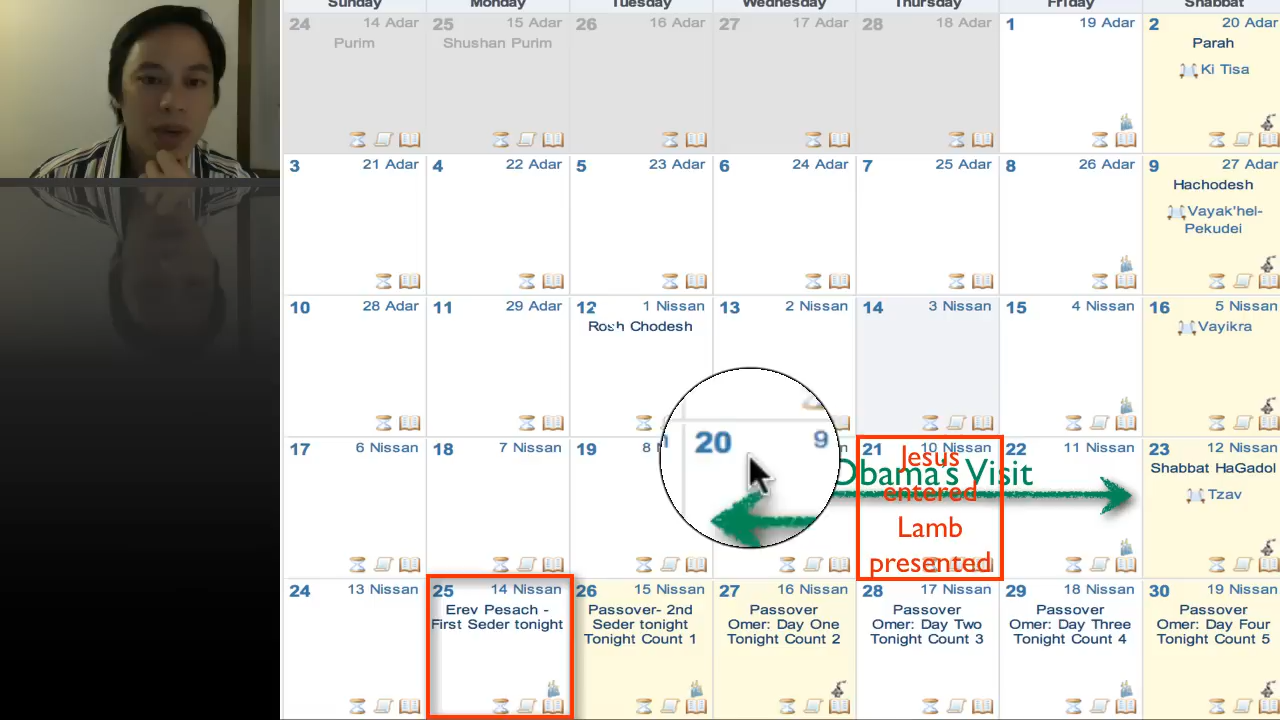 Sunday Monday Tuesday Wednesday Thursday Friday Shabbat
24 14 Adar 25 15 Adar 26 16 Adar 27 17 Adar 28 18 Adar 1 19 Adar 2 20 Adar
Purim Shushan Purim Parah
Ki Tisa
3 21 Adar 4 22 Adar 5 23 Adar 6 24 Adar 7 25 Adar 8 26 Adar 9 27 Adar
Hachodesh
Vayak'hel-
Pekudei
10 28 Adar 11 29 Adar 12 1 Nissan 13 2 Nissan 14 3 Nissan 15 4 Nissan 16 5 Nissan
Rosh Chodesh Vayikra
17 6 Nissan 18 7 Nissan 19 8 20 9 21 10 Nissan 22 11 Nissan 23 12 Nissan
Obama's Visit
Jesus
entered
Lamb
presented
Shabbat HaGadol
Tzav
24 13 Nissan 25 14 Nissan 26 15 Nissan 27 16 Nissan 28 17 Nissan 29 18 Nissan 30 19 Nissan
Erev Pesach - Passover- 2nd Passover Passover Passover Passover
First Seder tonight Seder tonight Omer: Day One Omer: Day Two Omer: Day Three Omer: Day Four
Tonight Count 1 Tonight Count 2 Tonight Count 3 Tonight Count 4 Tonight Count 5